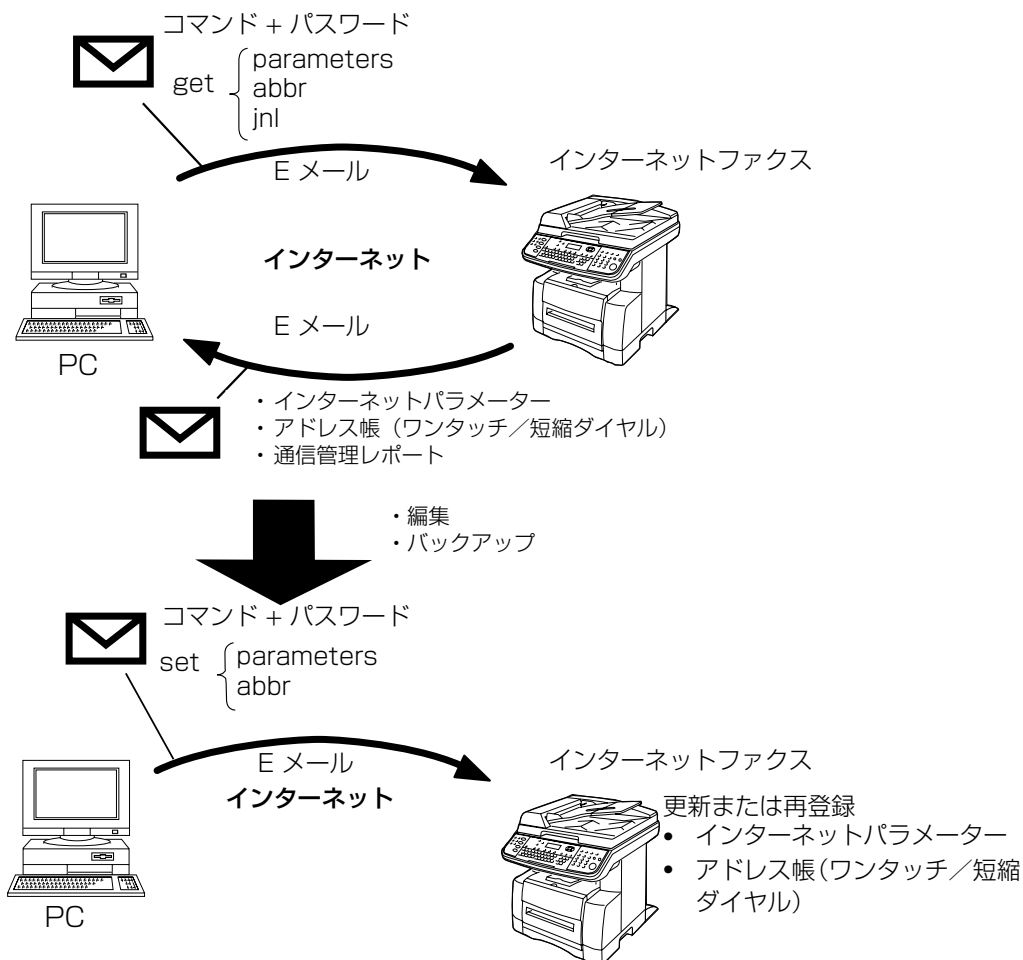 コマンド + パスワード
get
parameters
abbr
jnl
E メール
インターネットファクス
インターネット
E メール
PC
・ インターネットパラメーター
・ アドレス帳（ワンタッチ／短縮ダイヤル）
・ 通信管理レポート
・編集
・バックアップ
コマンド + パスワード
set
parameters
abbr
E メール
インターネット
PC
インターネットファクス
更新または再登録
• インターネットパラメーター
• アドレス帳（ワンタッチ／短縮
ダイヤル）